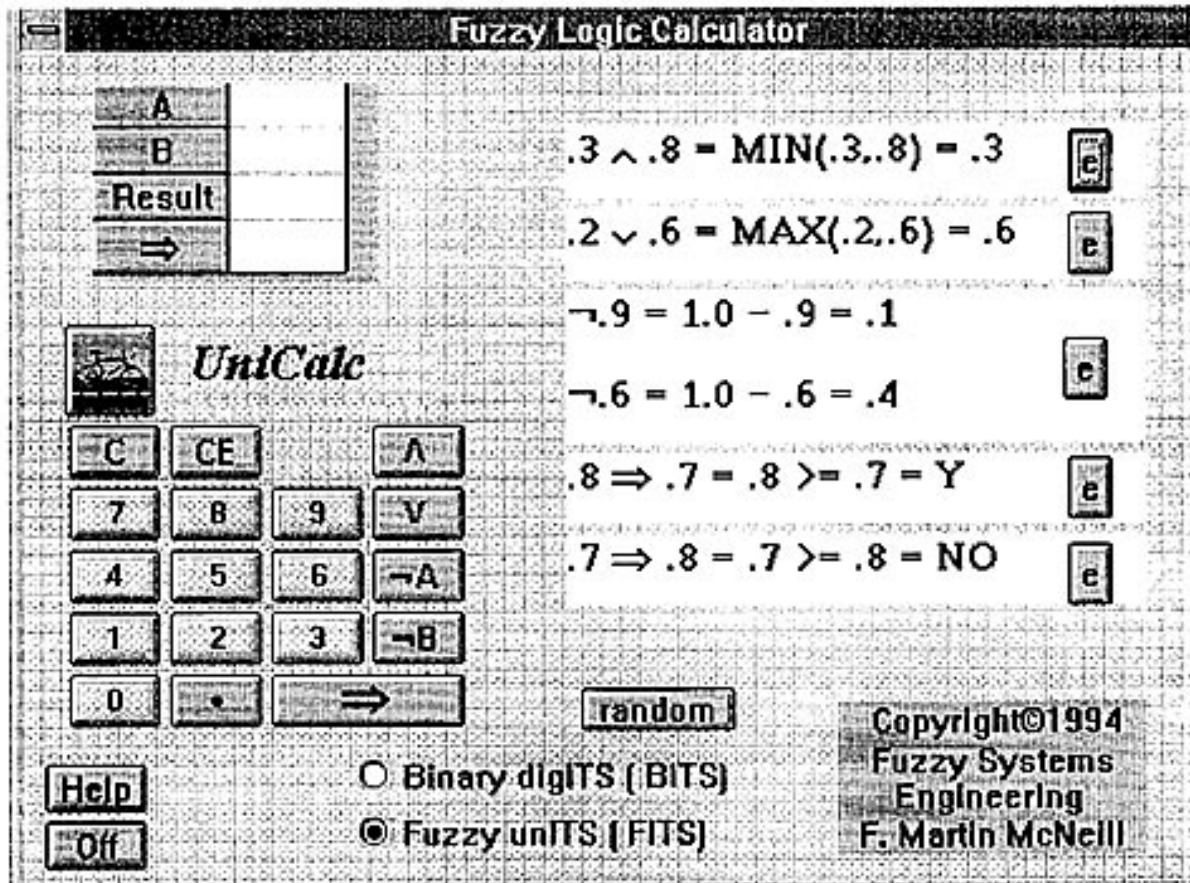 Fuzzy Logic Calculator
A
B
Result
⇒
.3 ∧ .8 = MIN(.3,.8) = .3 e
.2 ∨ .6 = MAX(.2,.6) = .6 e
¬.9 = 1.0 – .9 = .1
e
¬.6 = 1.0 – .6 = .4
.8 ⇒ .7 = .8 >= .7 = Y e
.7 ⇒ .8 = .7 >= .8 = NO e
UniCalc
C CE Λ
7 8 9 V
4 5 6 ¬A
1 2 3 ¬B
0 • ⇒
random
Help
Off
Binary digITS ( BITS)
Fuzzy unITS ( FITS)
Copyright©1994
Fuzzy Systems
Engineering
F. Martin McNeill